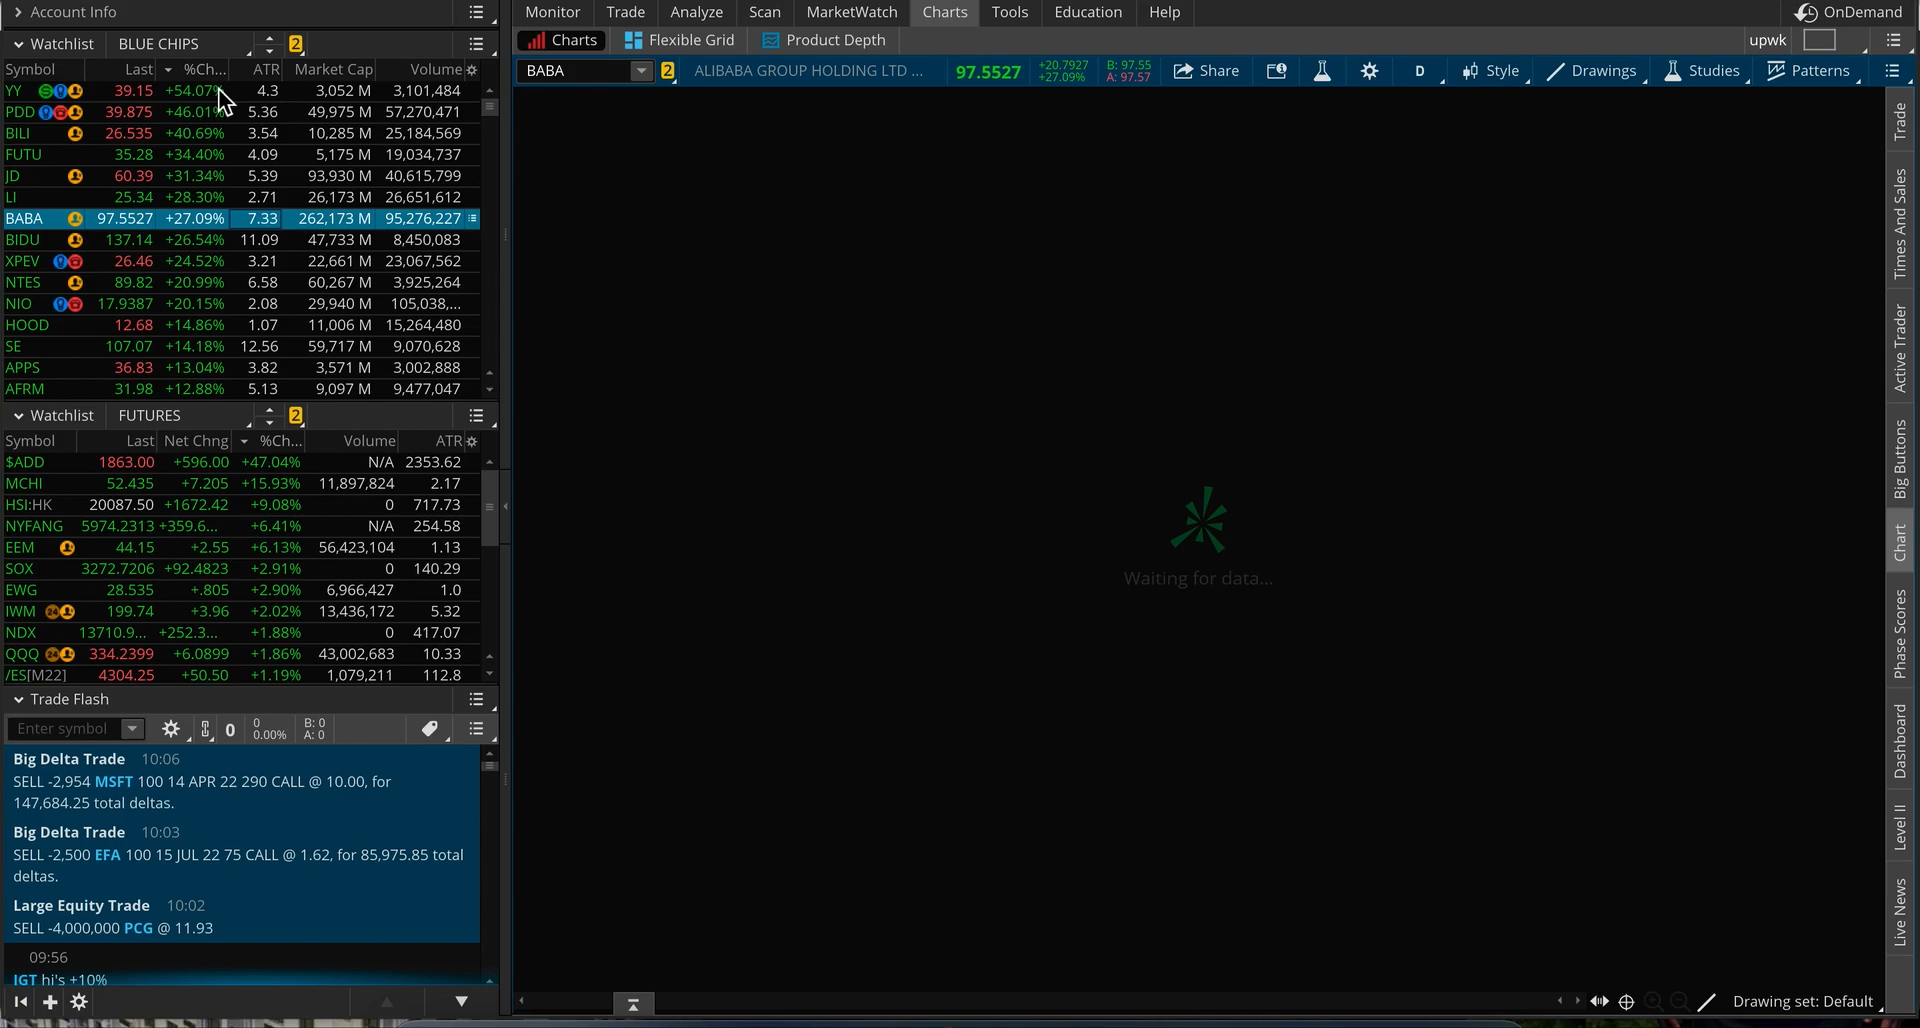 Account Info
Monitor Trade Analyze Scan MarketWatch Charts Tools Education Help OnDemand
Watchlist BLUE CHIPS 2
Charts Flexible Grid Product Depth upwk
Symbol Last %Ch... ATR Market Cap Volume
BABA 2 ALIBABA GROUP HOLDING LTD ... 97.5527 +20.7927 +27.09% B: 97.55 A: 97.57 Share D Style Drawings Studies Patterns
YY 39.15 +54.07% 4.3 3,052 M 3,101,484
PDD 39.875 +46.01% 5.36 49,975 M 57,270,471
BILI 26.535 +40.69% 3.54 10,285 M 25,184,569
FUTU 35.28 +34.40% 4.09 5,175 M 19,034,737
JD 60.39 +31.34% 5.39 93,930 M 40,615,799
LI 25.34 +28.30% 2.71 26,173 M 26,651,612
BABA 97.5527 +27.09% 7.33 262,173 M 95,276,227
BIDU 137.14 +26.54% 11.09 47,733 M 8,450,083
XPEV 26.46 +24.52% 3.21 22,661 M 23,067,562
NTES 89.82 +20.99% 6.58 60,267 M 3,925,264
NIO 17.9387 +20.15% 2.08 29,940 M 105,038,...
HOOD 12.68 +14.86% 1.07 11,006 M 15,264,480
SE 107.07 +14.18% 12.56 59,717 M 9,070,628
APPS 36.83 +13.04% 3.82 3,571 M 3,002,888
AFRM 31.98 +12.88% 5.13 9,097 M 9,477,047
Watchlist FUTURES 2
Symbol Last Net Chng %Ch... Volume ATR
$ADD 1863.00 +596.00 +47.04% N/A 2353.62
MCHI 52.435 +7.205 +15.93% 11,897,824 2.17
HSI:HK 20087.50 +1672.42 +9.08% 0 717.73
NYFANG 5974.2313 +359.6... +6.41% N/A 254.58
EEM 44.15 +2.55 +6.13% 56,423,104 1.13
SOX 3272.7206 +92.4823 +2.91% 0 140.29
EWG 28.535 +.805 +2.90% 6,966,427 1.0
IWM 24 199.74 +3.96 +2.02% 13,436,172 5.32
NDX 13710.9... +252.3... +1.88% 0 417.07
QQQ 24 334.2399 +6.0899 +1.86% 43,002,683 10.33
/ES[M22] 4304.25 +50.50 +1.19% 1,079,211 112.8
Trade Flash
Enter symbol 0 0 0.00% B: 0 A: 0
Big Delta Trade 10:06
SELL -2,954 MSFT 100 14 APR 22 290 CALL @ 10.00, for
147,684.25 total deltas.
Big Delta Trade 10:03
SELL -2,500 EFA 100 15 JUL 22 75 CALL @ 1.62, for 85,975.85 total
deltas.
Large Equity Trade 10:02
SELL -4,000,000 PCG @ 11.93
09:56
IGT hi's +10%
Waiting for data...
Drawing set: Default
Trade
Times And Sales
Active Trader
Big Buttons
Chart
Phase Scores
Dashboard
Level II
Live News